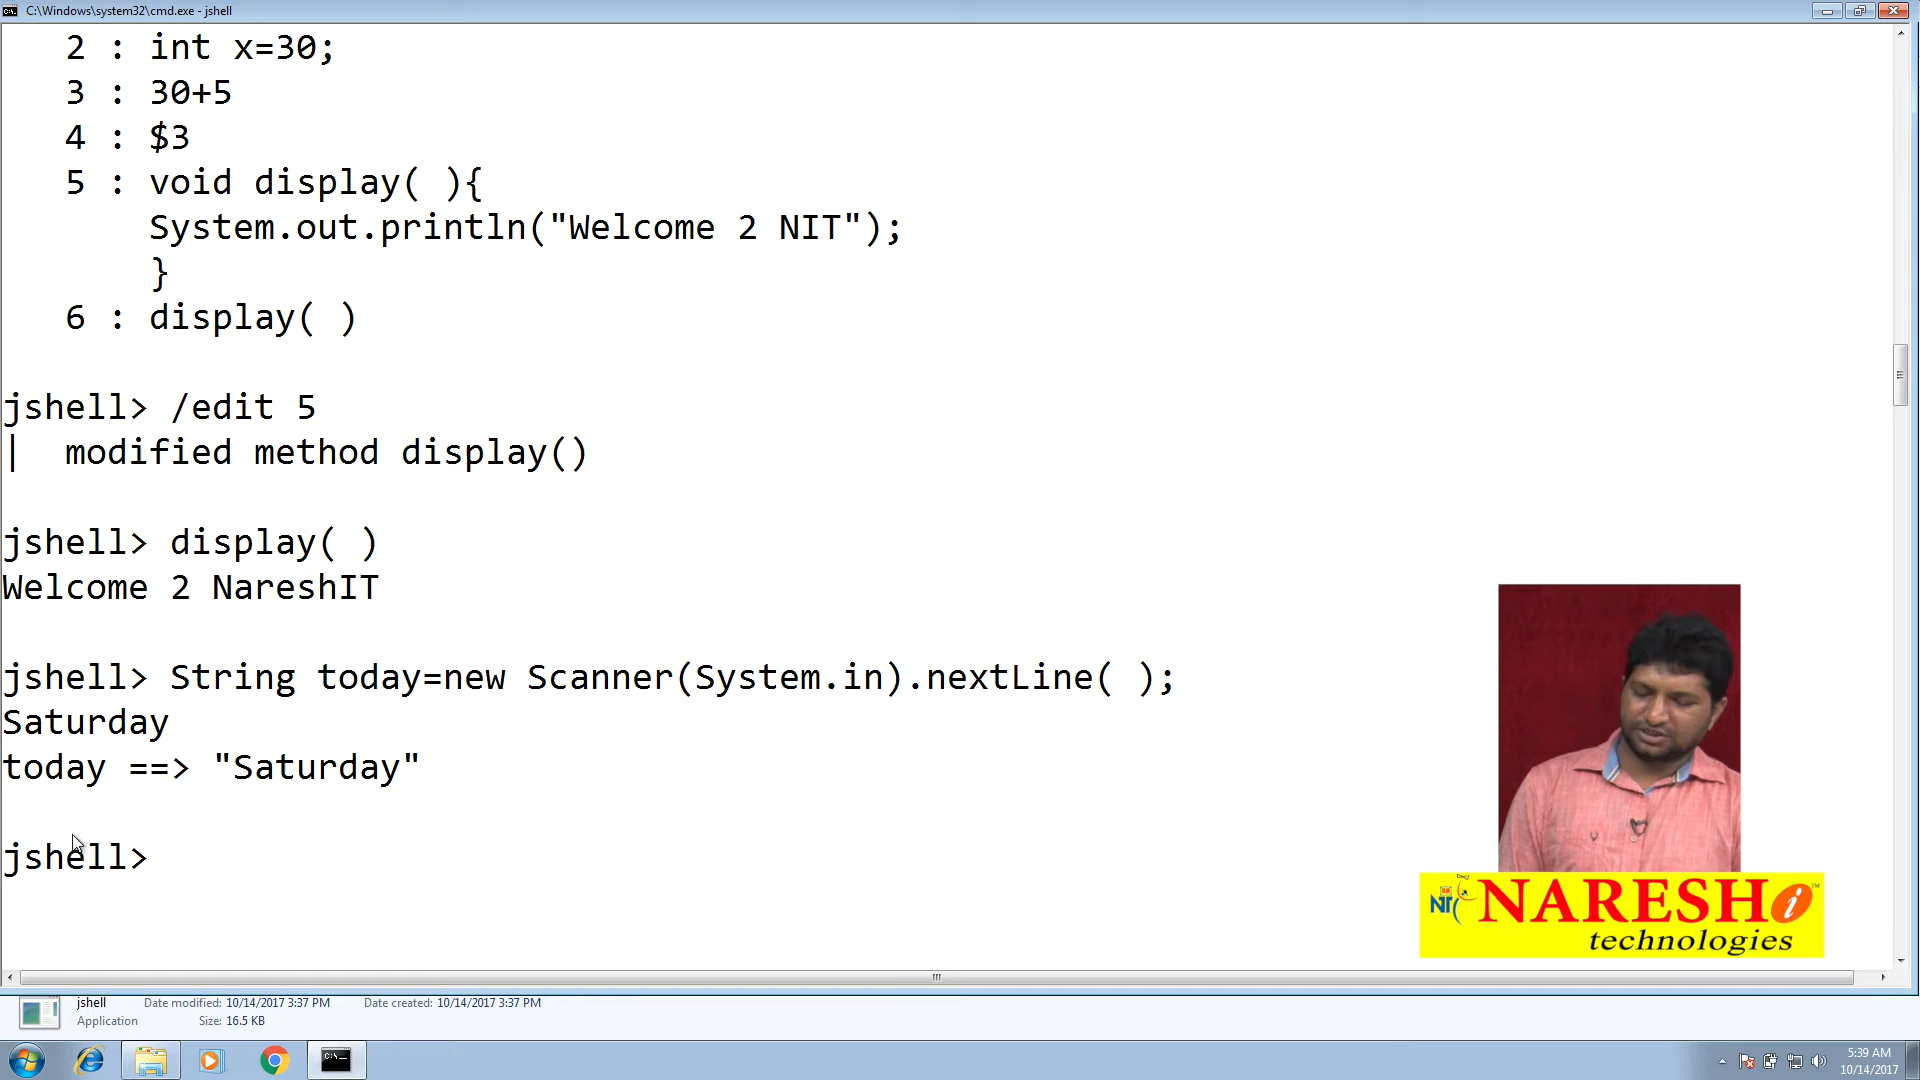 C:\Windows\system32\cmd.exe - jshell
2 : int x=30;
3 : 30+5
4 : $3
5 : void display( ){
System.out.println("Welcome 2 NIT");
}
6 : display( )
jshell> /edit 5
|  modified method display()
jshell> display( )
Welcome 2 NareshIT
jshell> String today=new Scanner(System.in).nextLine( );
Saturday
today ==> "Saturday"
jshell>
NARESH i ™
technologies
jshell Date modified: 10/14/2017 3:37 PM Date created: 10/14/2017 3:37 PM
Application Size: 16.5 KB
5:39 AM
10/14/2017